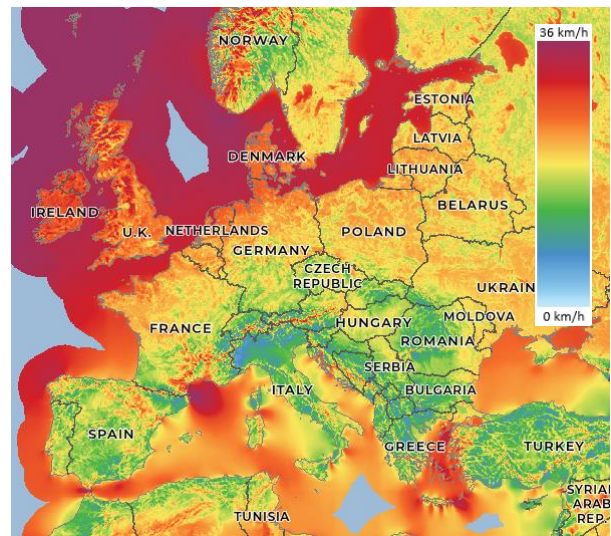 36 km/h
NORWAY
ESTONIA
LATVIA
DENMARK
LITHUANIA
BELARUS
IRELAND
U.K.
NETHERLANDS
POLAND
GERMANY
CZECH
REPUBLIC
UKRAIN
0 km/h
MOLDOVA
FRANCE
HUNGARY
ROMANIA
SERBIA
ITALY
BULGARIA
SPAIN
GREECE
TURKEY
SYRIAN
ARAB
REP.
TUNISIA